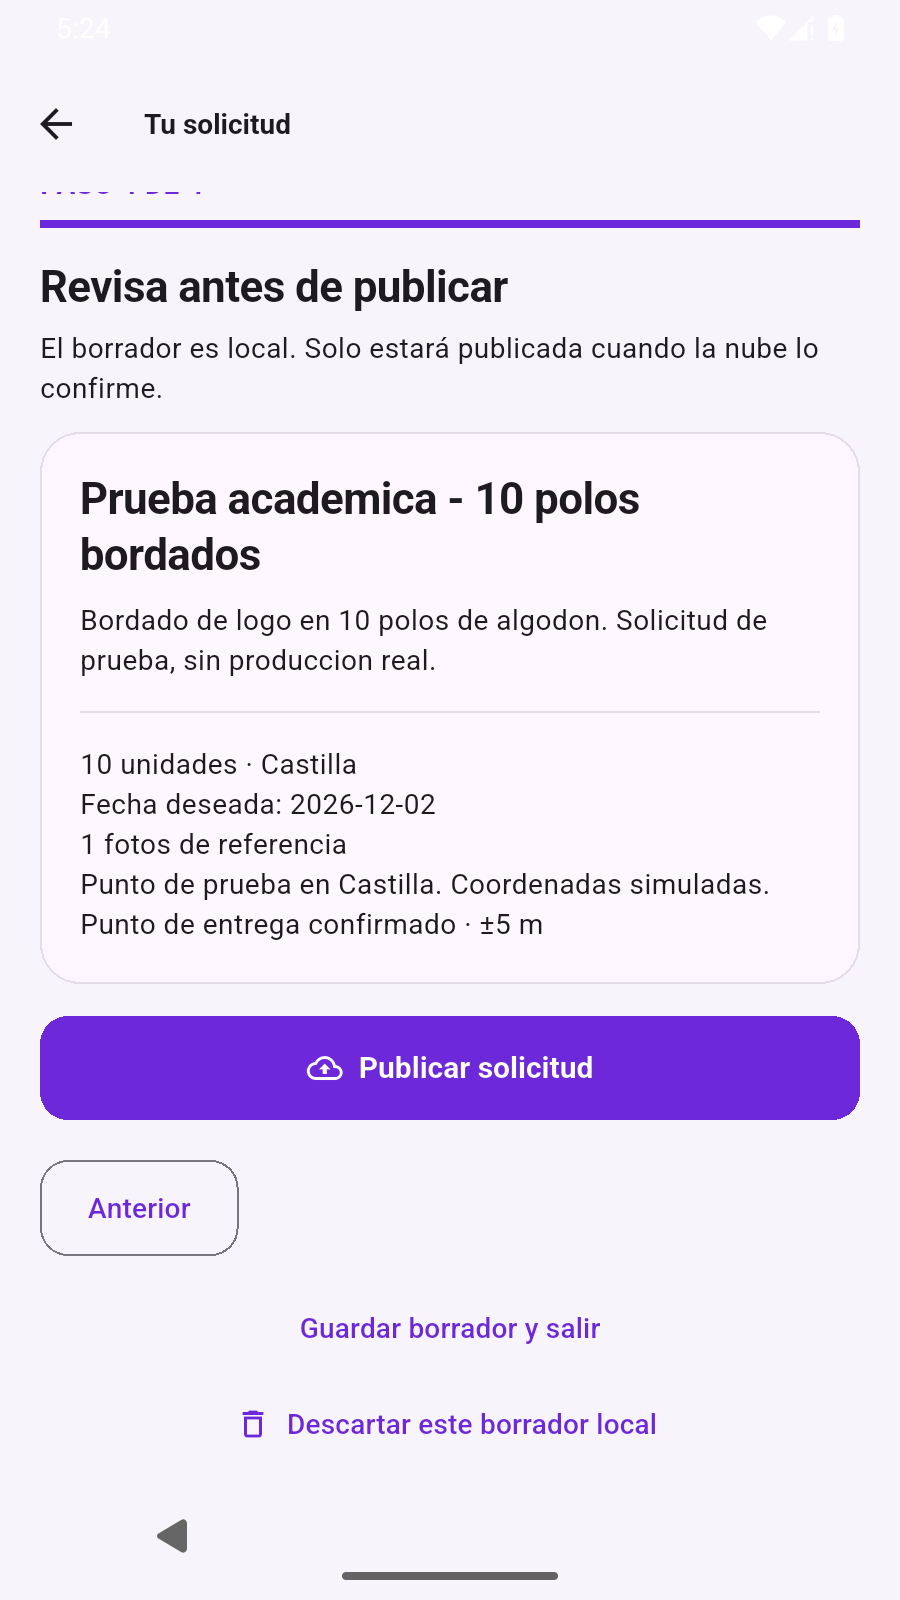 5:24
Tu solicitud
Revisa antes de publicar
El borrador es local. Solo estará publicada cuando la nube lo
confirme.
Prueba academica - 10 polos
bordados
Bordado de logo en 10 polos de algodon. Solicitud de
prueba, sin produccion real.
10 unidades · Castilla
Fecha deseada: 2026-12-02
1 fotos de referencia
Punto de prueba en Castilla. Coordenadas simuladas.
Punto de entrega confirmado · ±5 m
Publicar solicitud
Anterior
Guardar borrador y salir
Descartar este borrador local